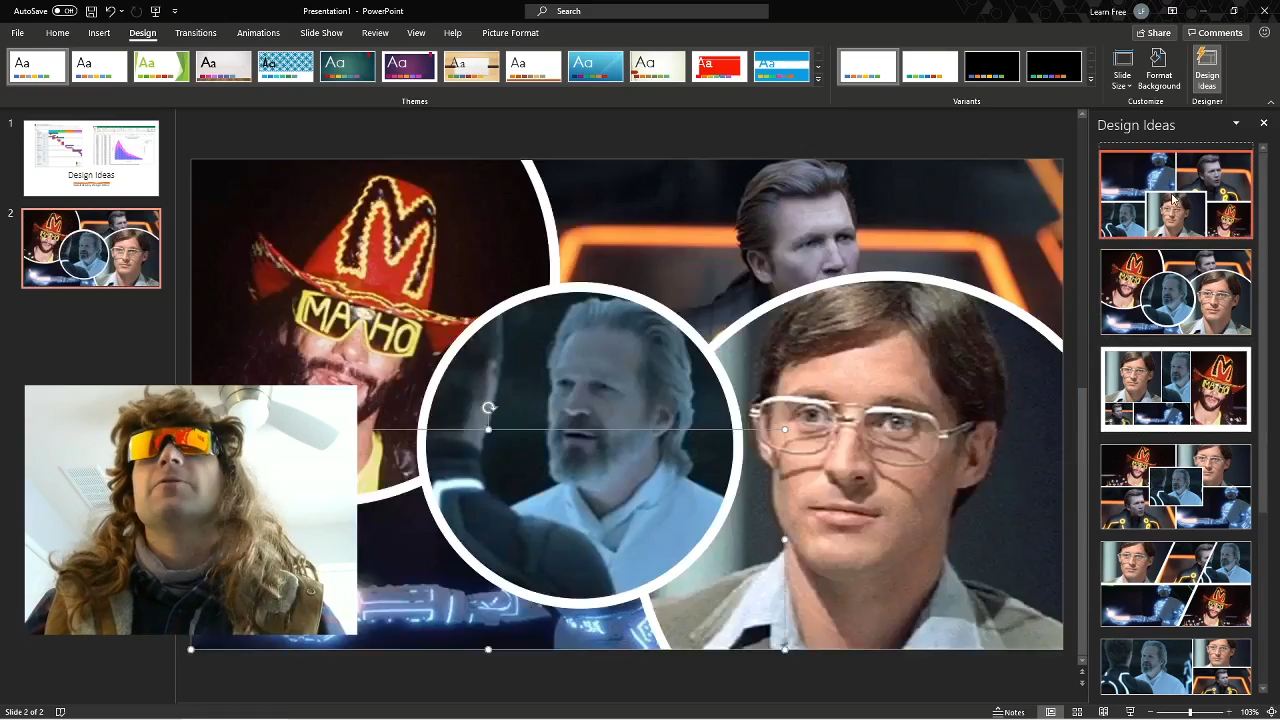 AutoSave Off
Presentation1 - PowerPoint
Search
Learn Free LF
File Home Insert Design Transitions Animations Slide Show Review View Help Picture Format
Share Comments
Aa Aa Aa Aa Aa Aa Aa Aa Aa Aa Aa Aa Aa
Slide Size
Format Background
Design Ideas
Themes
Variants
Customize
Designer
Design Ideas
1
Design Ideas
2
M
MACHO
Slide 2 of 2
Notes
103%